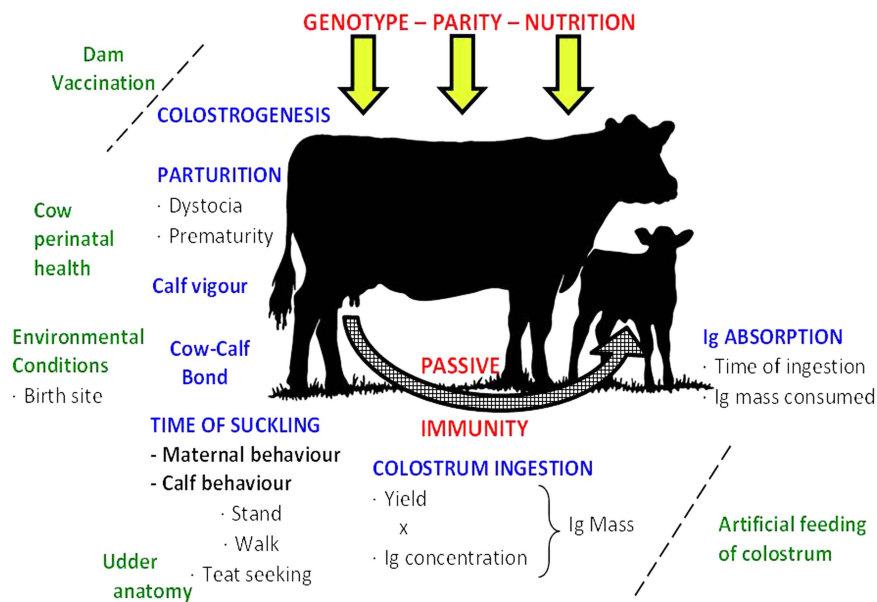 GENOTYPE – PARITY – NUTRITION
Dam
Vaccination
COLOSTROGENESIS
PARTURITION
· Dystocia
· Prematurity
Cow
perinatal
health
Calf vigour
Environmental
Conditions
· Birth site
Cow-Calf
Bond
PASSIVE
IMMUNITY
Ig ABSORPTION
· Time of ingestion
· Ig mass consumed
TIME OF SUCKLING
- Maternal behaviour
- Calf behaviour
· Stand
· Walk
· Teat seeking
Udder
anatomy
COLOSTRUM INGESTION
· Yield
x
· Ig concentration
Ig Mass
Artificial feeding
of colostrum